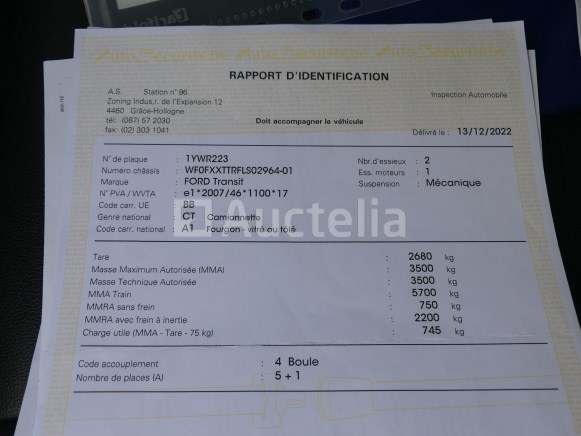 Auto Sécurité Auto Sécurité Auto Sécurité
RAPPORT D'IDENTIFICATION
A.S. Station n° 96
Zoning Indus,r. de l'Expansion 12
4460 Grâce-Hollogne
tél: (087) 57 2030
fax: (02) 303 1041
Inspection Automobile
Doit accompagner le véhicule
Délivré le : 13/12/2022
N° de plaque : 1YWR223
Numéro châssis : WF0FXXTTRFLS02964-01
Marque : FORD Transit
N° PVA / WVTA : e1*2007/46*1100*17
Code carr. UE : BB
Genre national : CT Camionnette
Code carr. national : A1 Fourgon - vitré ou tôlé
Nbr.d'essieux : 2
Ess. moteurs : 1
Suspension : Mécanique
Auctelia
Tare : 2680 kg
Masse Maximum Autorisée (MMA) : 3500 kg
Masse Technique Autorisée : 3500 kg
MMA Train : 5700 kg
MMRA sans frein : 750 kg
MMRA avec frein à inertie : 2200 kg
Charge utile (MMA - Tare - 75 kg) : 745 kg
Code accouplement : 4 Boule
Nombre de places (A) : 5 + 1